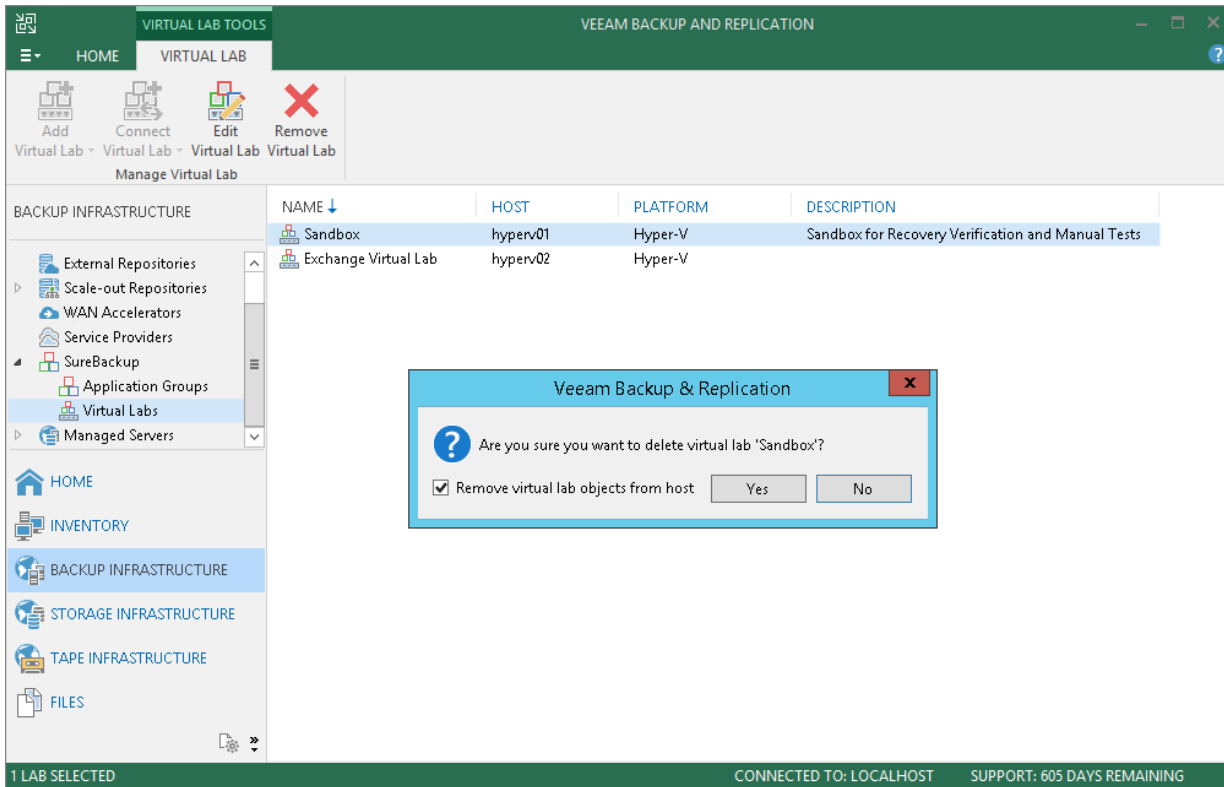 VIRTUAL LAB TOOLS
VEEAM BACKUP AND REPLICATION
HOME
VIRTUAL LAB
?
Add
Virtual Lab
Connect
Virtual Lab
Edit
Virtual Lab
Remove
Virtual Lab
Manage Virtual Lab
BACKUP INFRASTRUCTURE
External Repositories
Scale-out Repositories
WAN Accelerators
Service Providers
SureBackup
Application Groups
Virtual Labs
Managed Servers
HOME
INVENTORY
BACKUP INFRASTRUCTURE
STORAGE INFRASTRUCTURE
TAPE INFRASTRUCTURE
FILES
NAME HOST PLATFORM DESCRIPTION
Sandbox hyperv01 Hyper-V Sandbox for Recovery Verification and Manual Tests
Exchange Virtual Lab hyperv02 Hyper-V
Veeam Backup & Replication
x
?
Are you sure you want to delete virtual lab 'Sandbox'?
Remove virtual lab objects from host
Yes
No
1 LAB SELECTED
CONNECTED TO: LOCALHOST
SUPPORT: 605 DAYS REMAINING